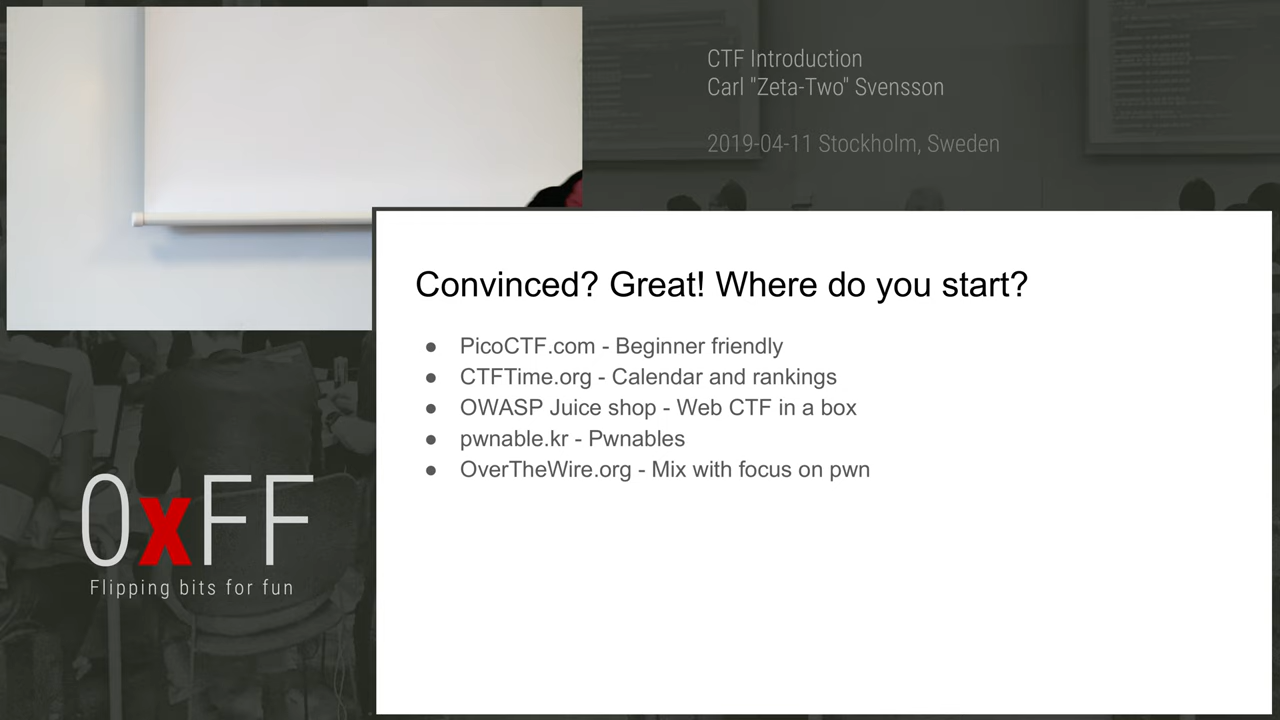 CTF Introduction
Carl "Zeta-Two" Svensson
2019-04-11 Stockholm, Sweden
Convinced? Great! Where do you start?
● PicoCTF.com - Beginner friendly
● CTFTime.org - Calendar and rankings
● OWASP Juice shop - Web CTF in a box
● pwnable.kr - Pwnables
● OverTheWire.org - Mix with focus on pwn
0xFF
Flipping bits for fun